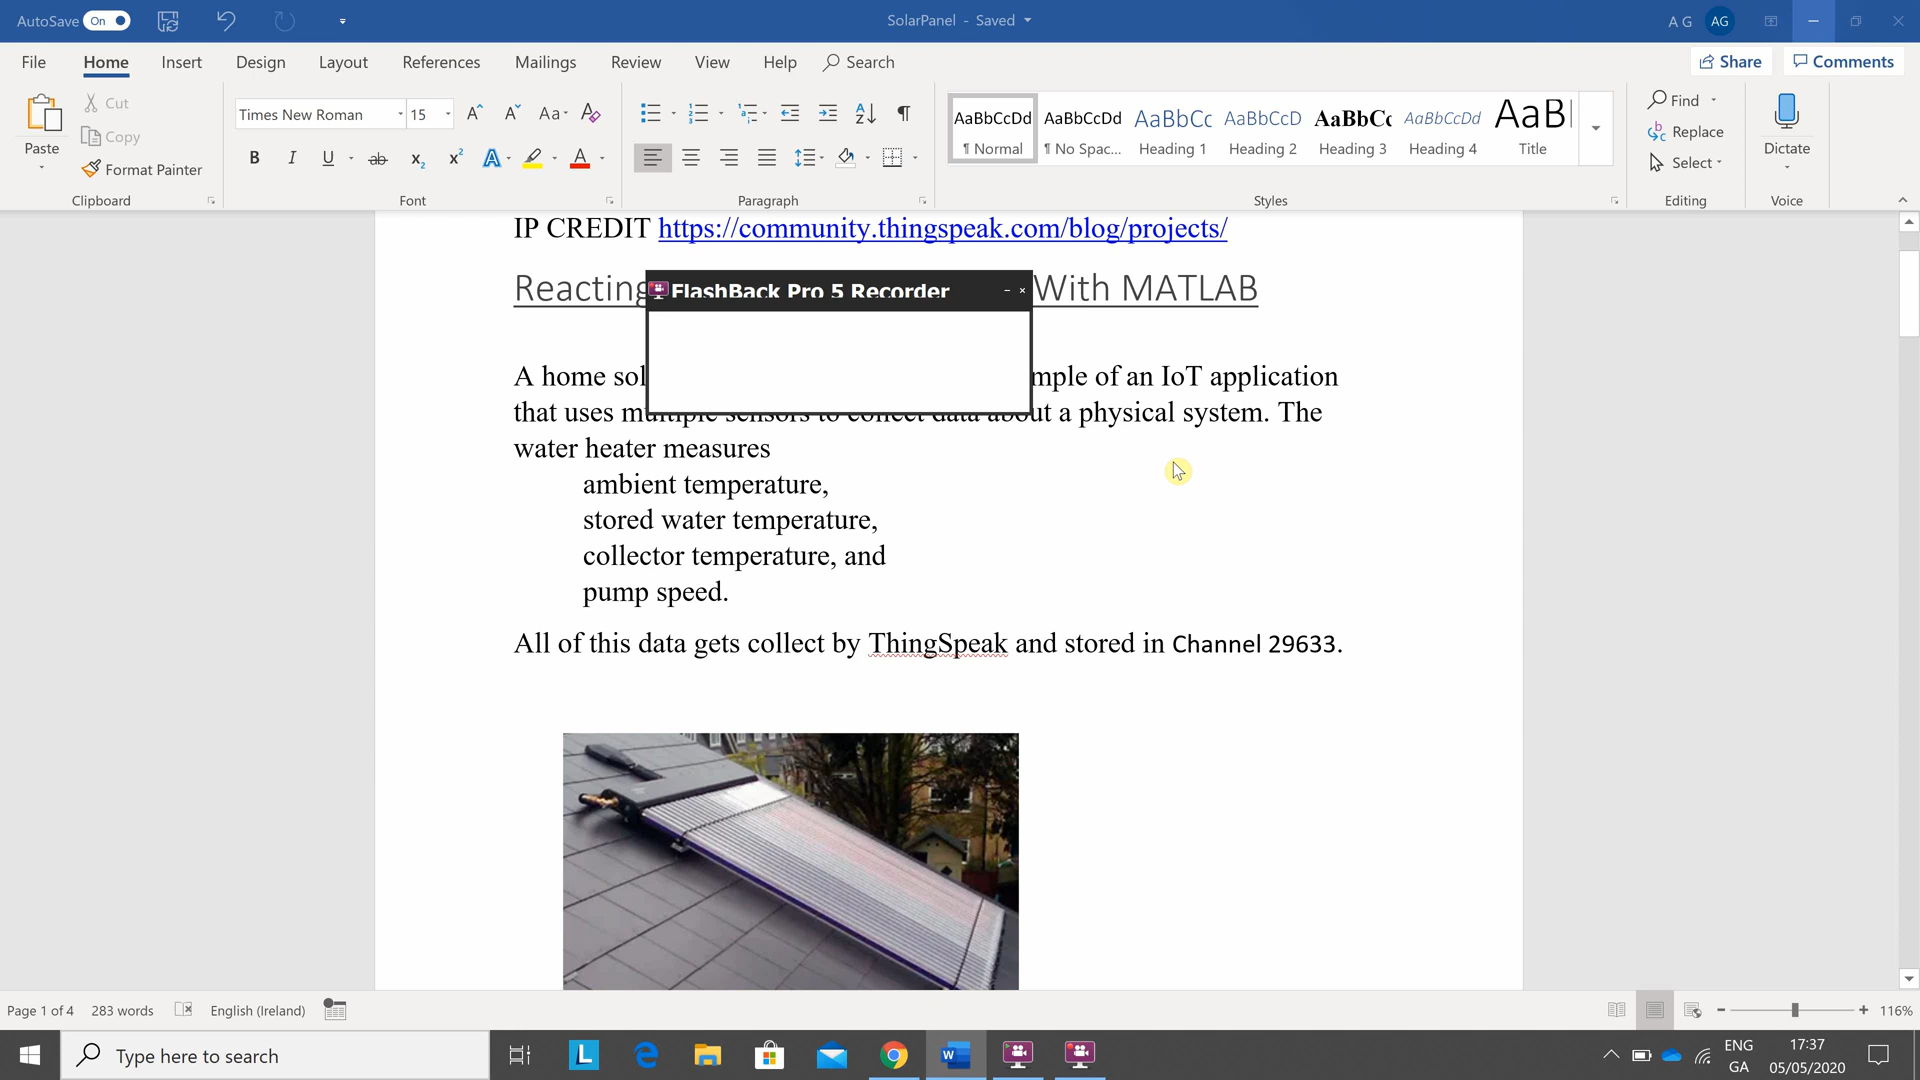 AutoSave On SolarPanel - Saved A G AG
File Home Insert Design Layout References Mailings Review View Help Search Share Comments
Paste Cut Copy Format Painter
Times New Roman 15
AaBbCcDd AaBbCcDd AaBbCc AaBbCcD AaBbCc AaBbCcDd AaB
¶ Normal ¶ No Spac... Heading 1 Heading 2 Heading 3 Heading 4 Title
Find Replace Select Dictate
Clipboard Font Paragraph Styles Editing Voice
IP CREDIT https://community.thingspeak.com/blog/projects/
Reacting With MATLAB
FlashBack Pro 5 Recorder
A home sol mple of an IoT application
that uses multiple sensors to collect data about a physical system. The
water heater measures
ambient temperature,
stored water temperature,
collector temperature, and
pump speed.
All of this data gets collect by ThingSpeak and stored in Channel 29633.
Page 1 of 4 283 words English (Ireland) 116%
Type here to search
ENG
GA
17:37
05/05/2020